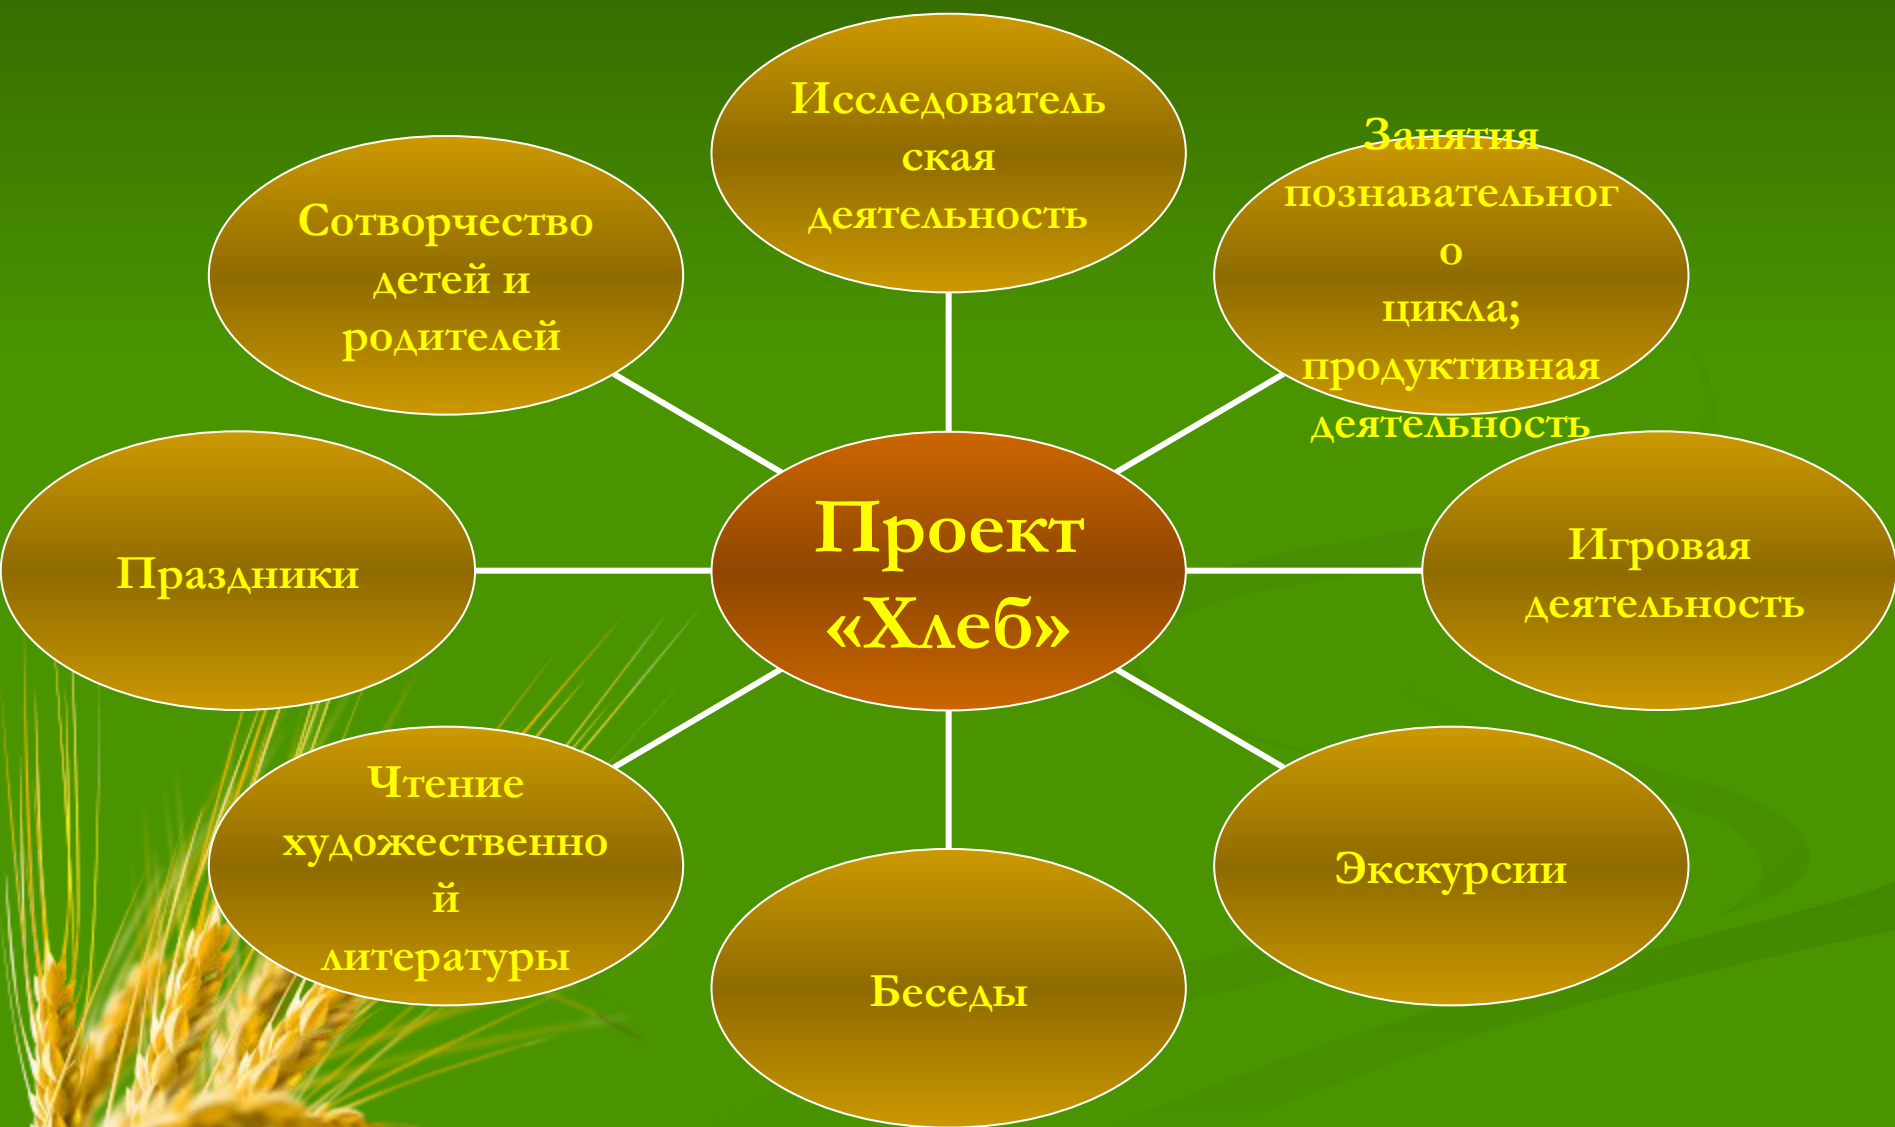 Исследователь
ская
деятельность
Занятия
познавательног
о
цикла;
продуктивная
деятельность
Игровая
деятельность
Экскурсии
Беседы
Чтение
художественно
й
литературы
Праздники
Сотворчество
детей и
родителей
Проект
«Хлеб»